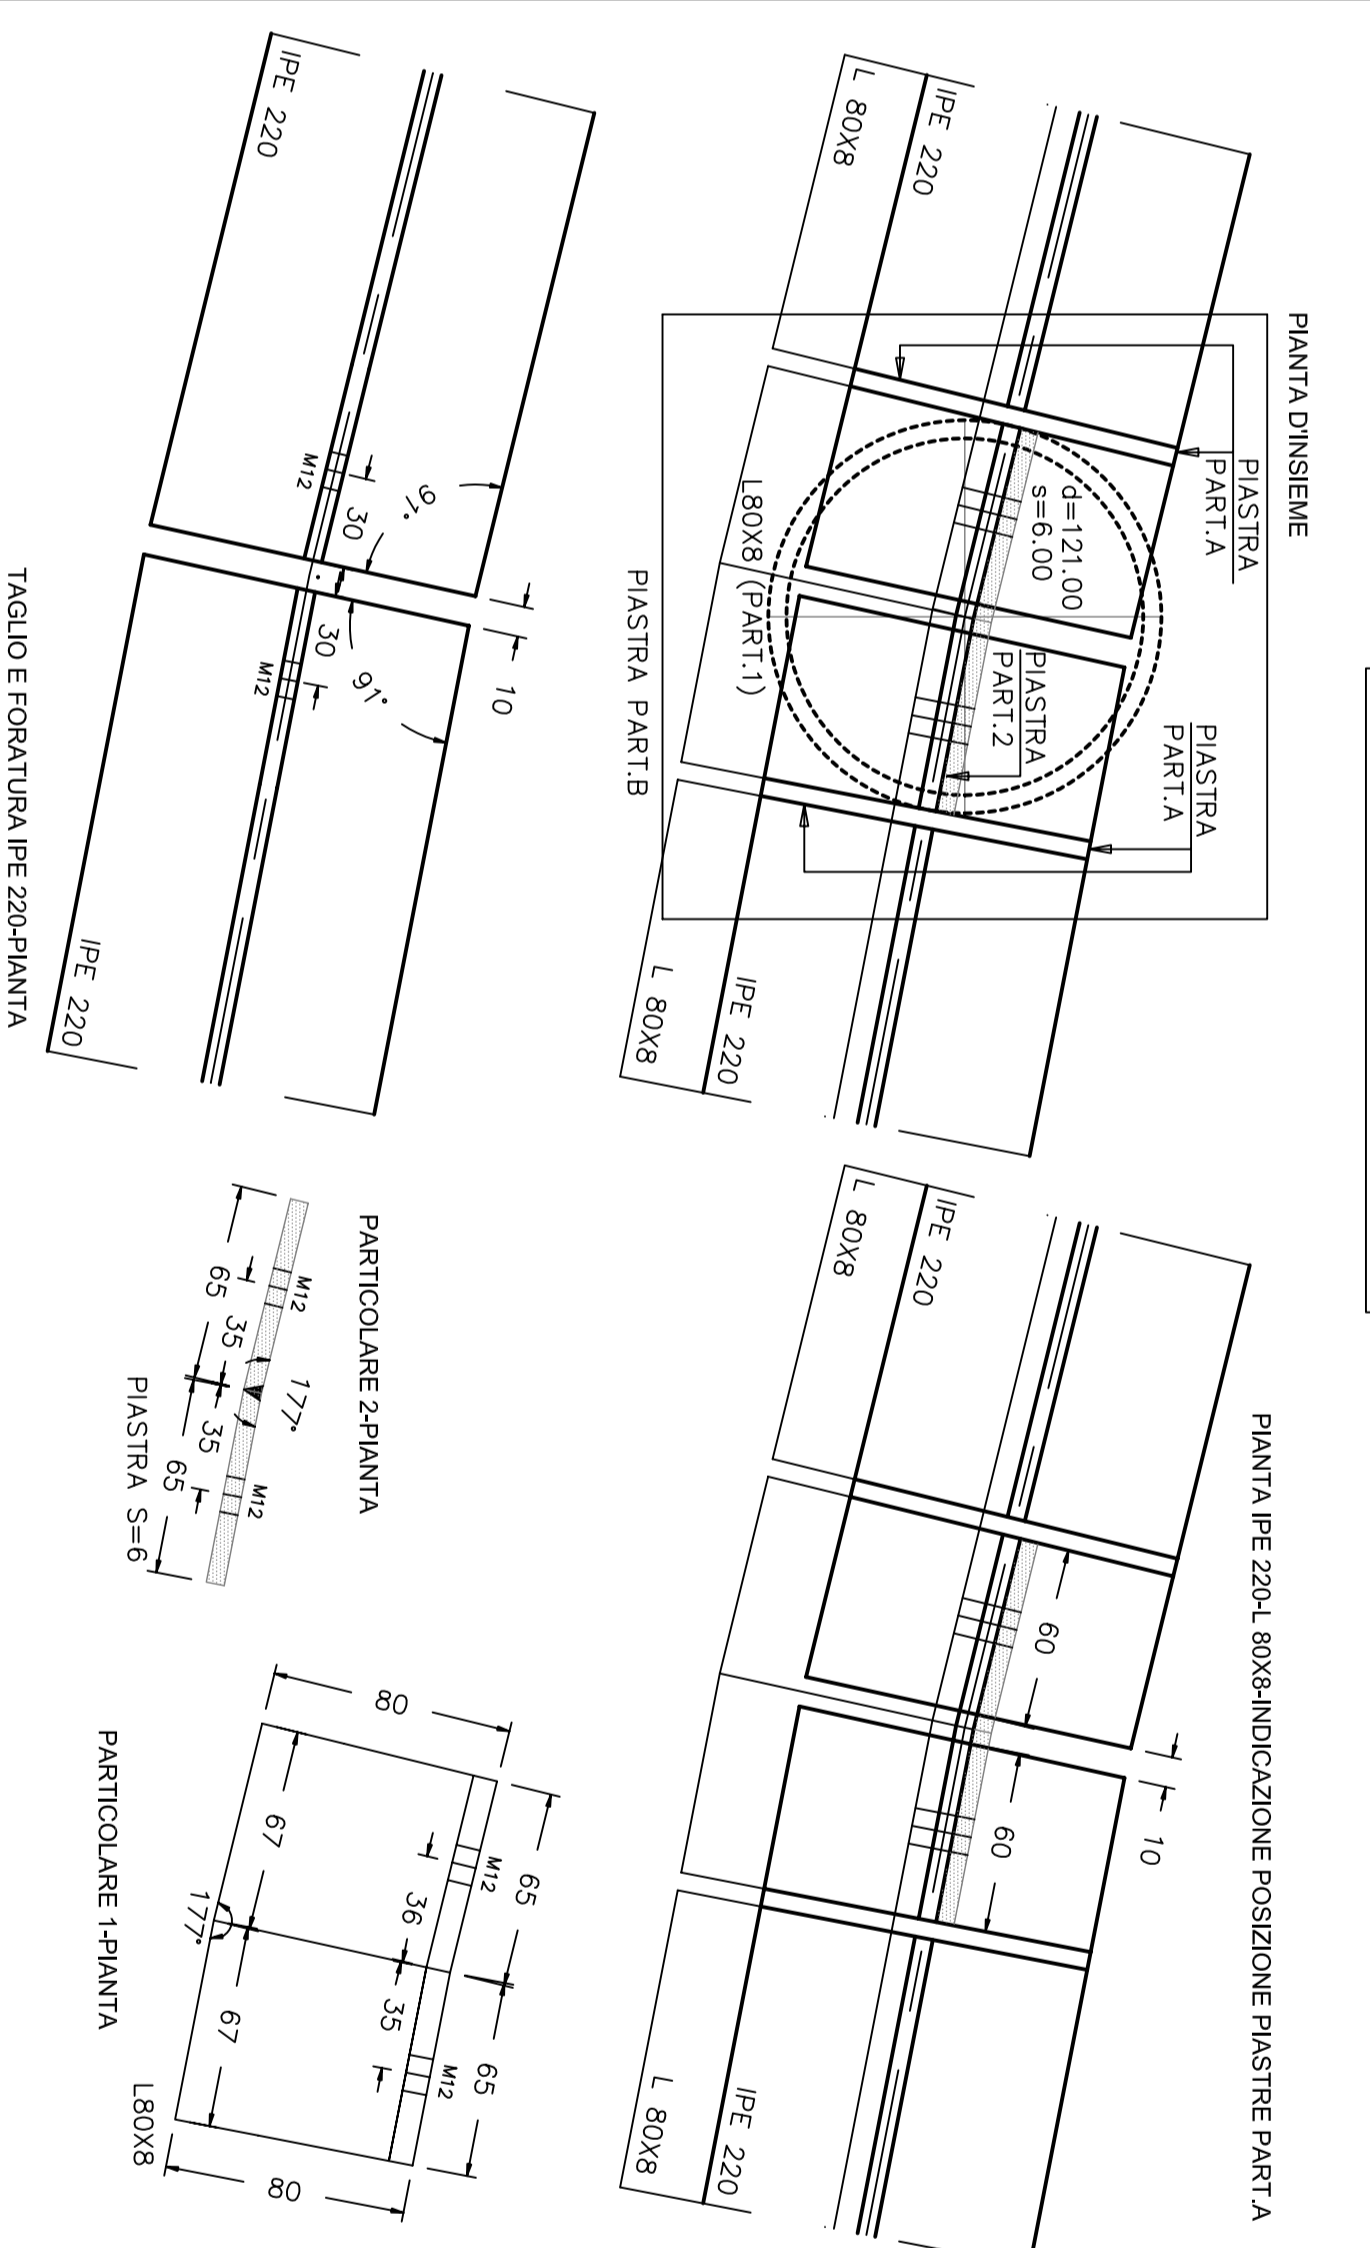 PIANTA D'INSIEME
IPE 220
L 80X8
PIASTRA
PART.A
d=121.00
s=6.00
L80X8 (PART.1)
PIASTRA
PART.2
PIASTRA
PART.A
PIASTRA PART.B
IPE 220
L 80X8
PIANTA IPE 220-L 80X8-INDICAZIONE POSIZIONE PIASTRE PART.A
IPE 220
L 80X8
60
10
60
IPE 220
L 80X8
IPE 220
M12
30
91°
10
30
M12
91°
IPE 220
TAGLIO E FORATURA IPE 220-PIANTA
PARTICOLARE 2-PIANTA
M12
177°
65
35
35
65
M12
PIASTRA S=6
80
65
M12
67
36
65
177°
35
M12
67
L80X8
80
PARTICOLARE 1-PIANTA